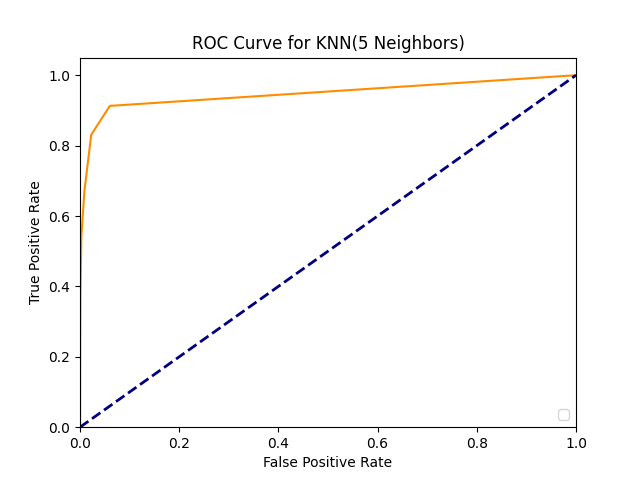 ROC Curve for KNN(5 Neighbors)
1.0
0.8
0.6
0.4
0.2
0.0
True Positive Rate
0.0 0.2 0.4 0.6 0.8 1.0
False Positive Rate